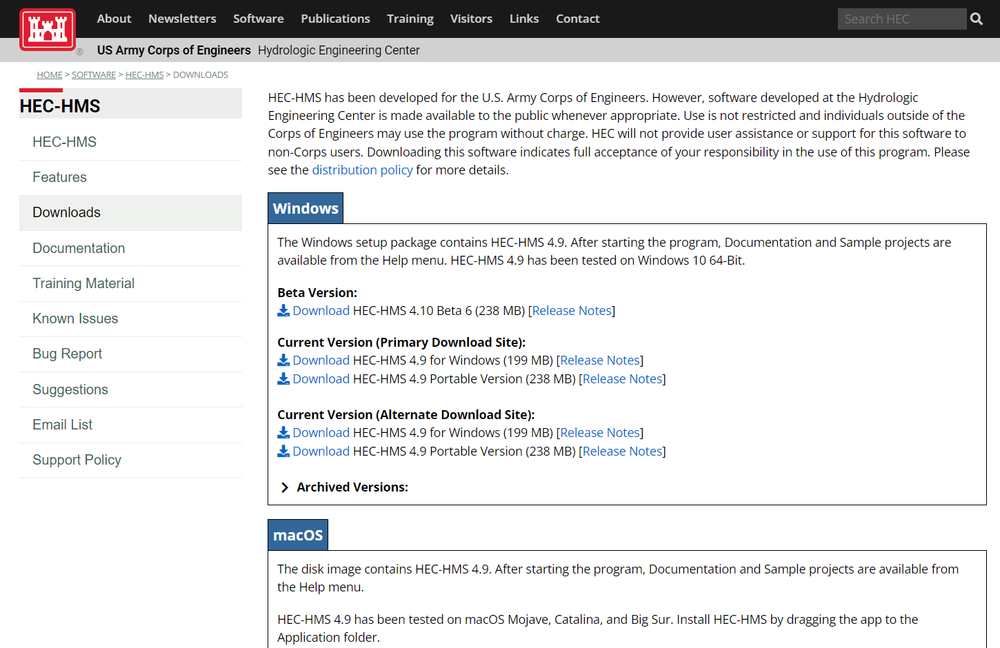 About Newsletters Software Publications Training Visitors Links Contact Search HEC
®
US Army Corps of Engineers Hydrologic Engineering Center
HOME > SOFTWARE > HEC-HMS > DOWNLOADS
HEC-HMS
HEC-HMS
Features
Downloads
Documentation
Training Material
Known Issues
Bug Report
Suggestions
Email List
Support Policy
HEC-HMS has been developed for the U.S. Army Corps of Engineers. However, software developed at the Hydrologic
Engineering Center is made available to the public whenever appropriate. Use is not restricted and individuals outside of the
Corps of Engineers may use the program without charge. HEC will not provide user assistance or support for this software to
non-Corps users. Downloading this software indicates full acceptance of your responsibility in the use of this program. Please
see the distribution policy for more details.
Windows
The Windows setup package contains HEC-HMS 4.9. After starting the program, Documentation and Sample projects are
available from the Help menu. HEC-HMS 4.9 has been tested on Windows 10 64-Bit.
Beta Version:
Download HEC-HMS 4.10 Beta 6 (238 MB) [Release Notes]
Current Version (Primary Download Site):
Download HEC-HMS 4.9 for Windows (199 MB) [Release Notes]
Download HEC-HMS 4.9 Portable Version (238 MB) [Release Notes]
Current Version (Alternate Download Site):
Download HEC-HMS 4.9 for Windows (199 MB) [Release Notes]
Download HEC-HMS 4.9 Portable Version (238 MB) [Release Notes]
Archived Versions:
macOS
The disk image contains HEC-HMS 4.9. After starting the program, Documentation and Sample projects are available from
the Help menu.
HEC-HMS 4.9 has been tested on macOS Mojave, Catalina, and Big Sur. Install HEC-HMS by dragging the app to the
Application folder.